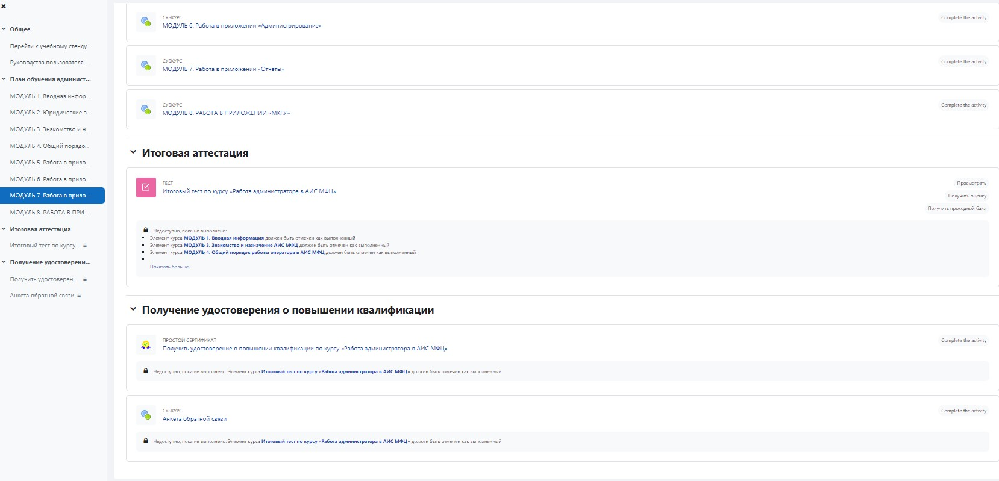 Общее
Перейти к учебному стенду...
Руководства пользователя ...
План обучения админист...
МОДУЛЬ 1. Вводная инфор...
МОДУЛЬ 2. Юридические а...
МОДУЛЬ 3. Знакомство и н...
МОДУЛЬ 4. Общий порядо...
МОДУЛЬ 5. Работа в прило...
МОДУЛЬ 6. Работа в прило...
МОДУЛЬ 7. Работа в прило...
МОДУЛЬ 8. РАБОТА В ПРИ...
Итоговая аттестация
Итоговый тест по курсу...
Получение удостоверени...
Получить удостоверен...
Анкета обратной связи
СУБКУРС
МОДУЛЬ 6. Работа в приложении «Администрирование»
Complete the activity
СУБКУРС
МОДУЛЬ 7. Работа в приложении «Отчеты»
Complete the activity
СУБКУРС
МОДУЛЬ 8. РАБОТА В ПРИЛОЖЕНИИ «МКГУ»
Complete the activity
Итоговая аттестация
ТЕСТ
Итоговый тест по курсу «Работа администратора в АИС МФЦ»
Просмотреть
Получить оценку
Получить проходной балл
Недоступно, пока не выполнено:
Элемент курса МОДУЛЬ 1. Вводная информация должен быть отмечен как выполненный
Элемент курса МОДУЛЬ 3. Знакомство и назначение АИС МФЦ должен быть отмечен как выполненный
Элемент курса МОДУЛЬ 4. Общий порядок работы оператора в АИС МФЦ должен быть отмечен как выполненный
...
Показать больше
Получение удостоверения о повышении квалификации
ПРОСТОЙ СЕРТИФИКАТ
Получить удостоверение о повышении квалификации по курсу «Работа администратора в АИС МФЦ»
Complete the activity
Недоступно, пока не выполнено: Элемент курса Итоговый тест по курсу «Работа администратора в АИС МФЦ» должен быть отмечен как выполненный
СУБКУРС
Анкета обратной связи
Complete the activity
Недоступно, пока не выполнено: Элемент курса Итоговый тест по курсу «Работа администратора в АИС МФЦ» должен быть отмечен как выполненный